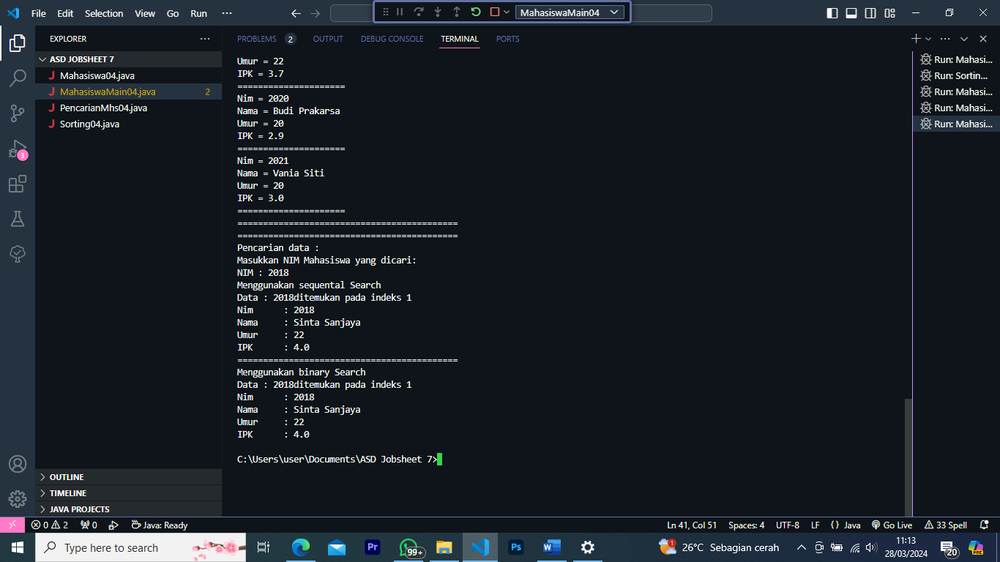 File Edit Selection View Go Run ···
MahasiswaMain04
EXPLORER ···
ASD JOBSHEET 7
Mahasiswa04.java
MahasiswaMain04.java 2
PencarianMhs04.java
Sorting04.java
OUTLINE
TIMELINE
JAVA PROJECTS
3
PROBLEMS 2 OUTPUT DEBUG CONSOLE TERMINAL PORTS
Umur = 22
IPK = 3.7
=====================
Nim = 2020
Nama = Budi Prakarsa
Umur = 20
IPK = 2.9
=====================
Nim = 2021
Nama = Vania Siti
Umur = 20
IPK = 3.0
=====================
===========================================
===========================================
Pencarian data :
Masukkan NIM Mahasiswa yang dicari:
NIM : 2018
Menggunakan sequental Search
Data : 2018ditemukan pada indeks 1
Nim : 2018
Nama : Sinta Sanjaya
Umur : 22
IPK : 4.0
===========================================
Menggunakan binary Search
Data : 2018ditemukan pada indeks 1
Nim : 2018
Nama : Sinta Sanjaya
Umur : 22
IPK : 4.0
C:\Users\user\Documents\ASD Jobsheet 7>
Run: Mahasi...
Run: Sortin...
Run: Mahasi...
Run: Mahasi...
Run: Mahasi...
0 2 0 Java: Ready Ln 41, Col 51 Spaces: 4 UTF-8 LF {} Java Go Live 33 Spell
Type here to search Pr 99+ Ps W 1 26°C Sebagian cerah 11:13
28/03/2024 20 PRE